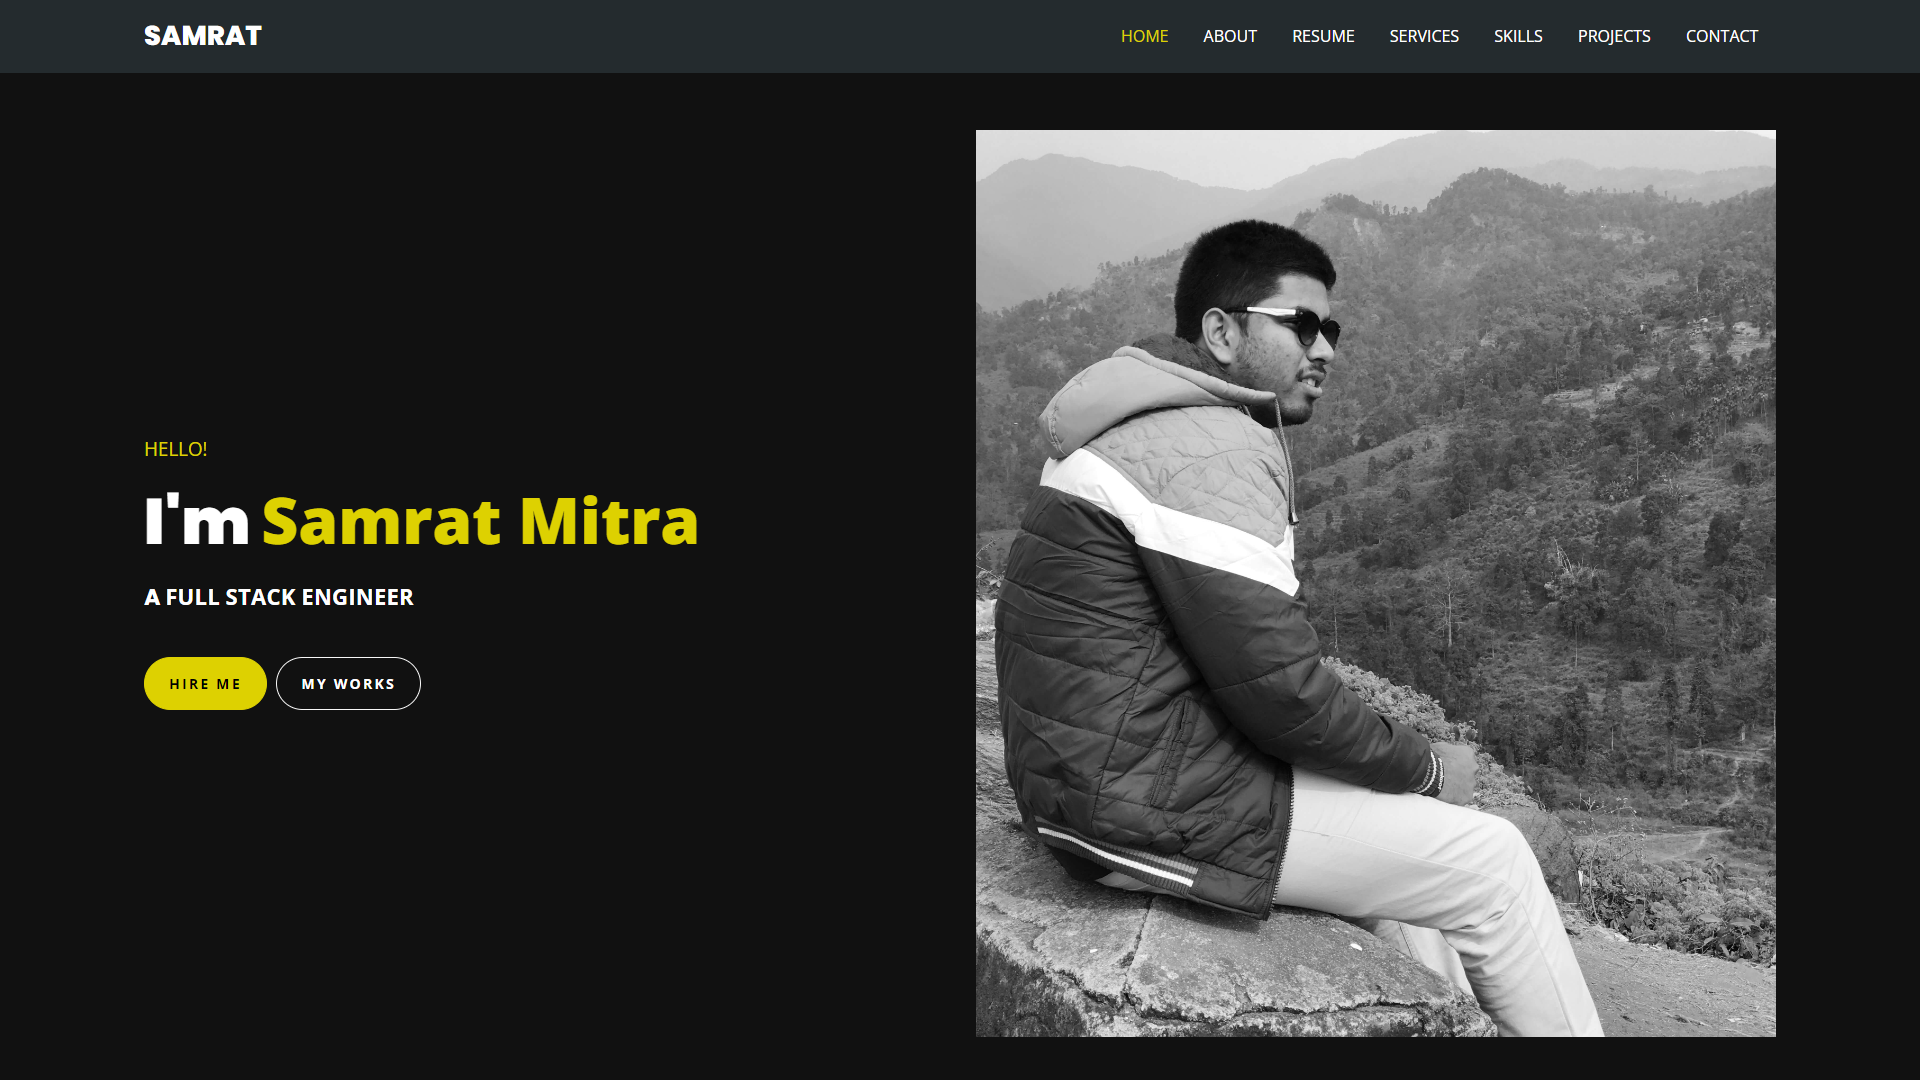 SAMRAT
HOME ABOUT RESUME SERVICES SKILLS PROJECTS CONTACT
HELLO!
I'm Samrat Mitra
A FULL STACK ENGINEER
HIRE ME MY WORKS